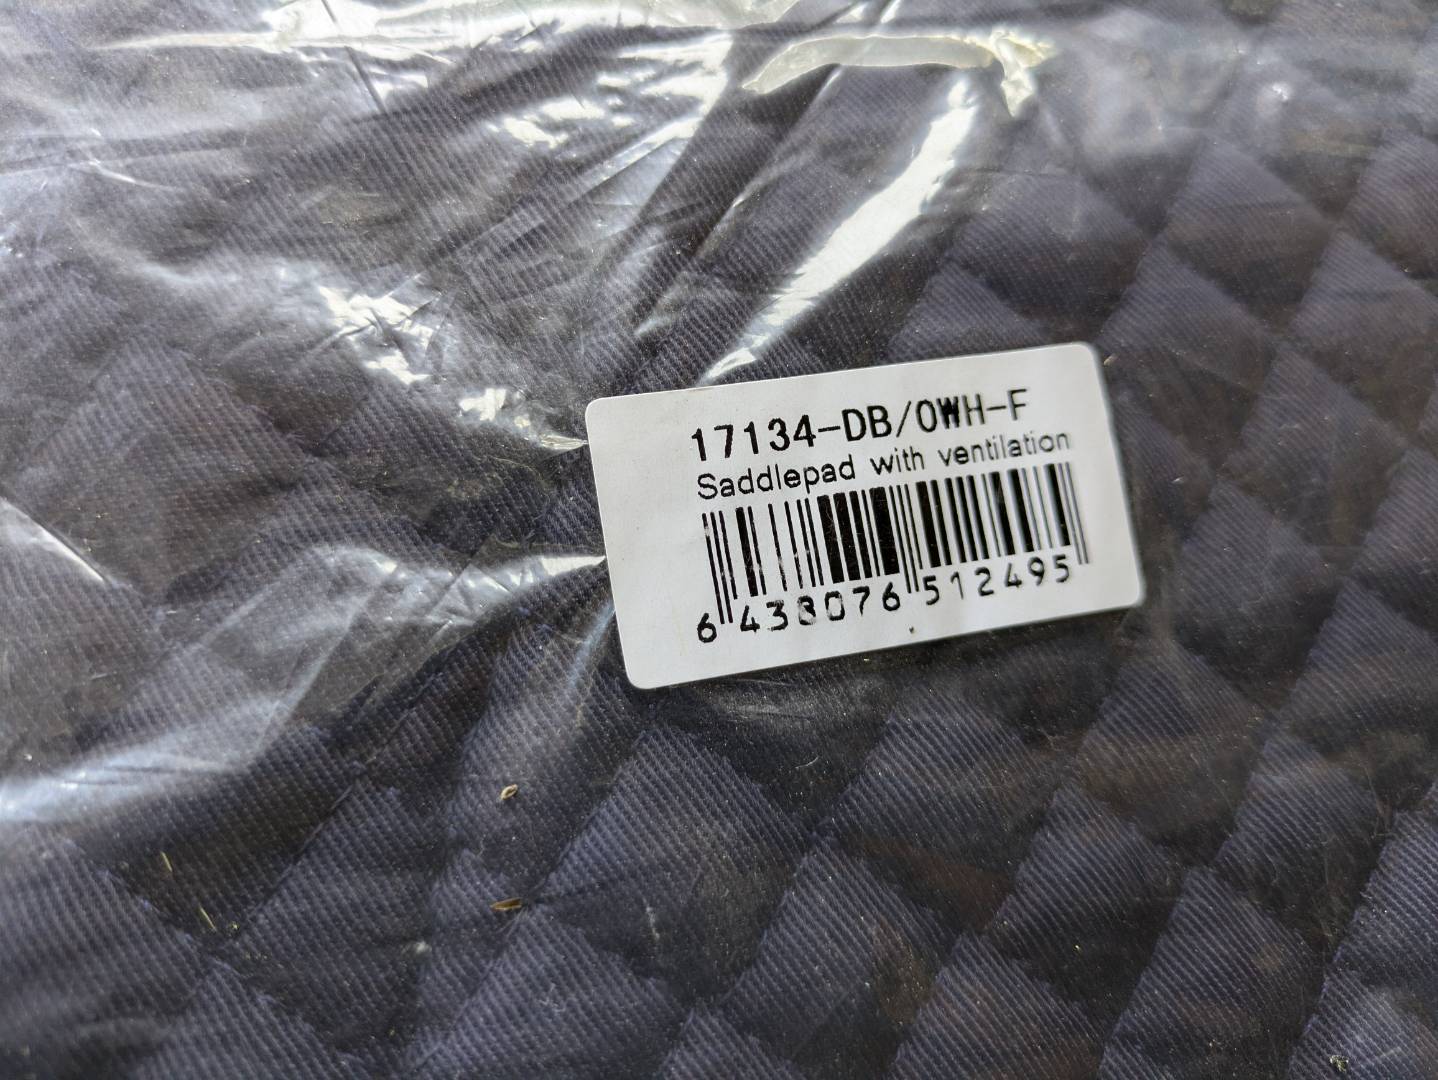 17134-DB/OWH-F
Saddlepad with ventilation
6 438076 512495